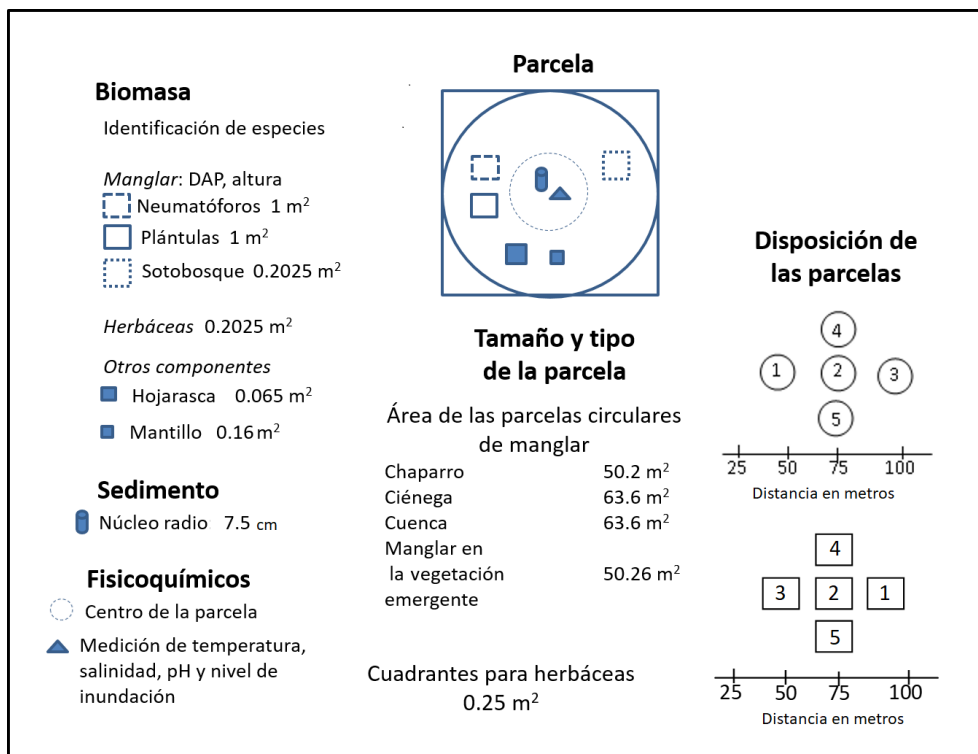 Biomasa
Identificación de especies
Manglar: DAP, altura
Neumatóforos 1 m²
Plántulas 1 m²
Sotobosque 0.2025 m²
Herbáceas 0.2025 m²
Otros componentes
Hojarasca 0.065 m²
Mantillo 0.16 m²
Sedimento
Núcleo radio: 7.5 cm
Fisicoquímicos
Centro de la parcela
Medición de temperatura,
salinidad, pH y nivel de
inundación
Parcela
Tamaño y tipo
de la parcela
Área de las parcelas circulares
de manglar
Chaparro 50.2 m²
Ciénega 63.6 m²
Cuenca 63.6 m²
Manglar en
la vegetación 50.26 m²
emergente
Cuadrantes para herbáceas
0.25 m²
Disposición de
las parcelas
4
1 2 3
5
25 50 75 100
Distancia en metros
4
3 2 1
5
25 50 75 100
Distancia en metros